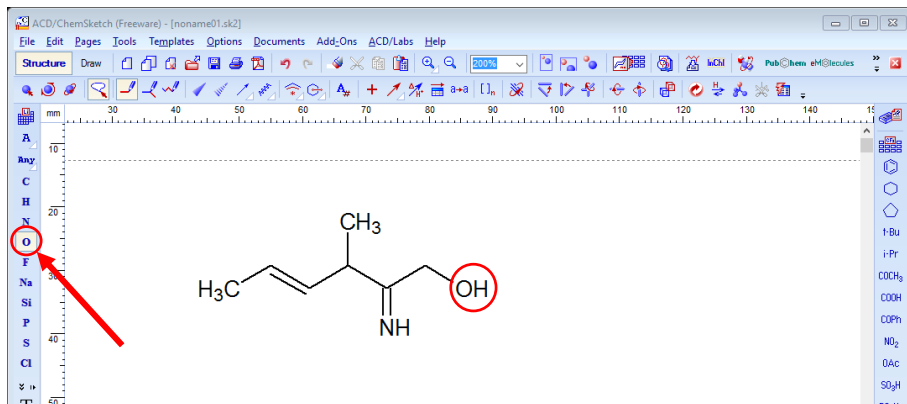 ACD/ChemSketch (Freeware) - [noname01.sk2]
File Edit Pages Tools Templates Options Documents Add-Ons ACD/Labs Help
Structure Draw 200% InChI PubChem eMolecules
mm 30 40 50 60 70 80 90 100 110 120 130 140
A
10
Any
C
H
N
20
O
F
30
Na
Si
P
40
S
Cl
50
CH3
H3C
OH
NH
t-Bu
i-Pr
COCH3
COOH
COPh
NO2
OAc
SO3H